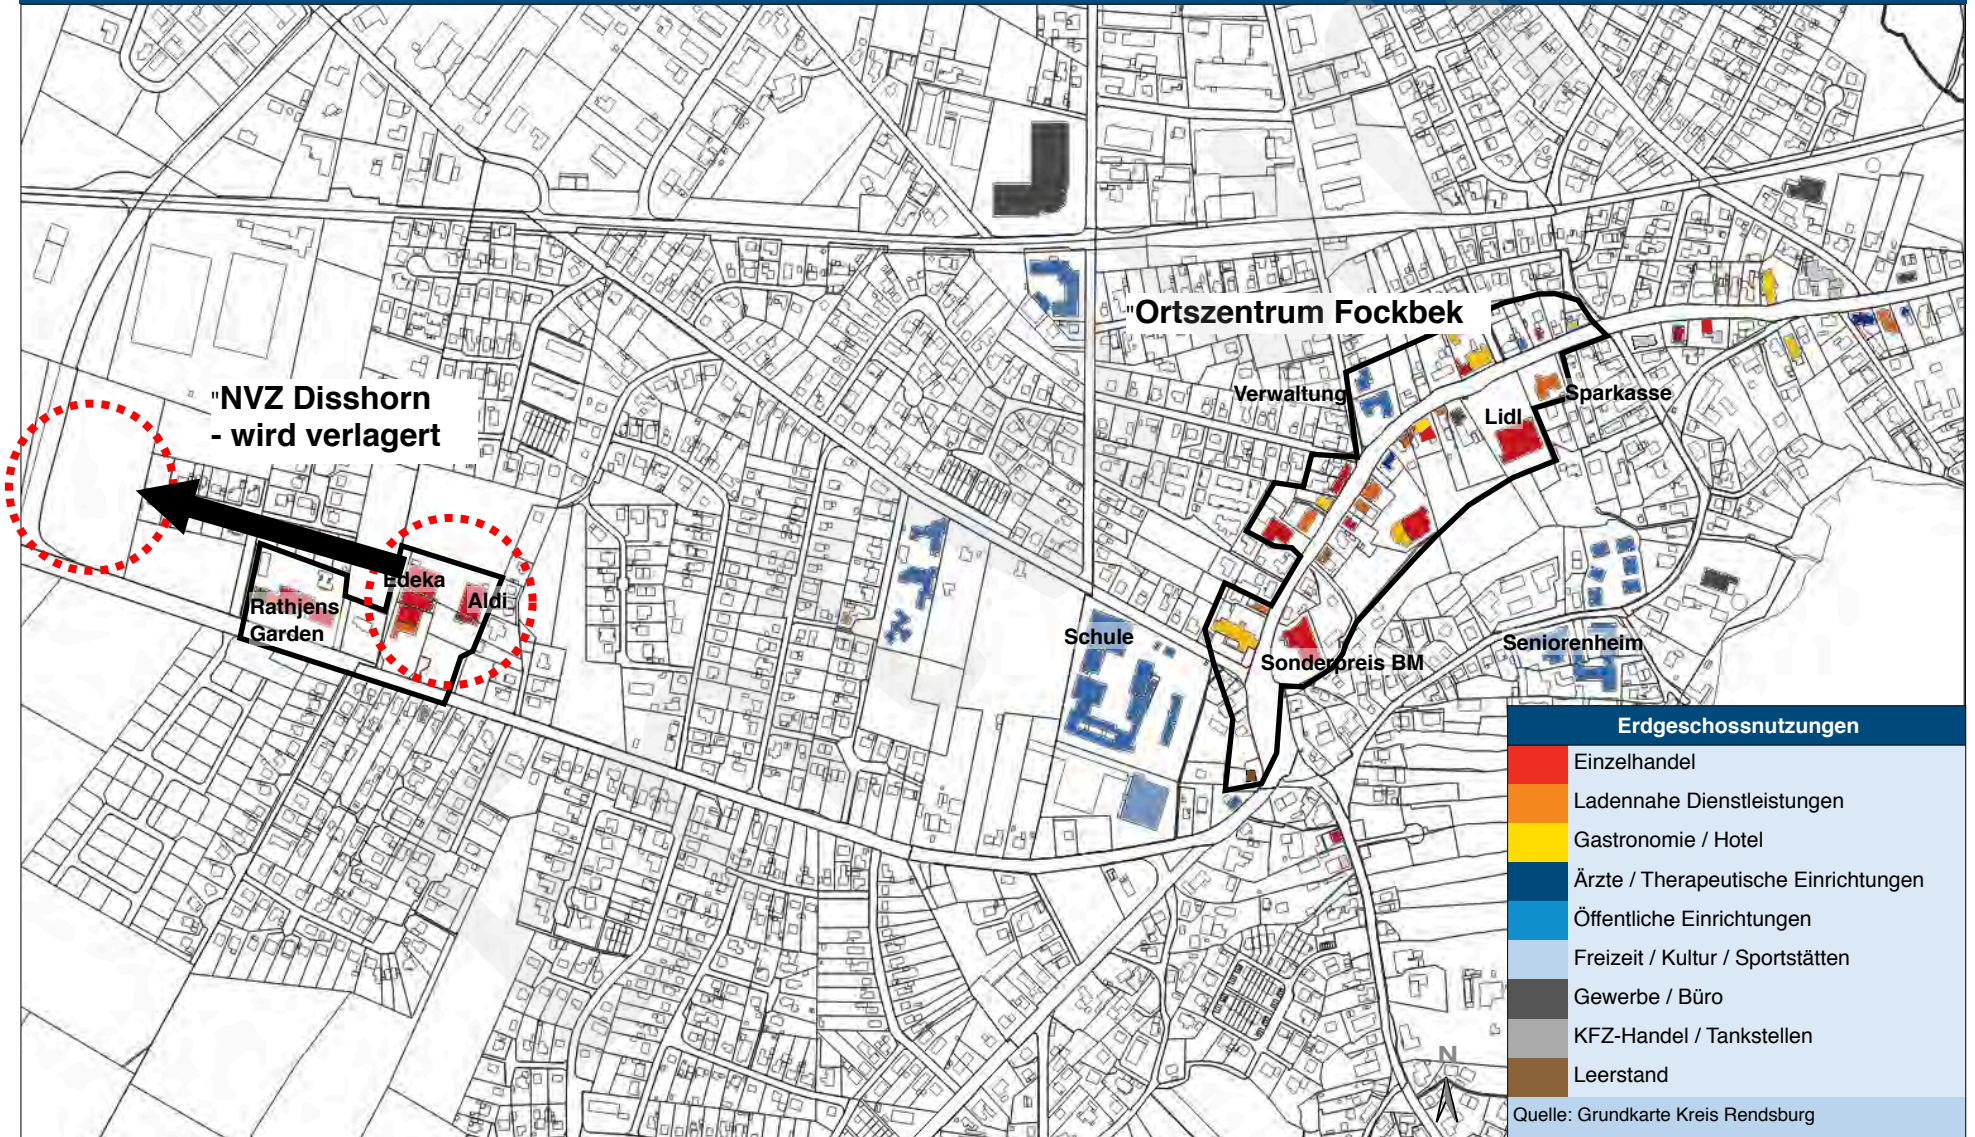 "Ortszentrum Fockbek
"NVZ Disshorn
- wird verlagert
Verwaltung
Sparkasse
Lidl
Edeka
Aldi
Rathjens
Garden
Schule
Sonderpreis BM
Seniorenheim
Erdgeschossnutzungen
Einzelhandel
Ladennahe Dienstleistungen
Gastronomie / Hotel
Ärzte / Therapeutische Einrichtungen
Öffentliche Einrichtungen
Freizeit / Kultur / Sportstätten
Gewerbe / Büro
KFZ-Handel / Tankstellen
Leerstand
N
Quelle: Grundkarte Kreis Rendsburg